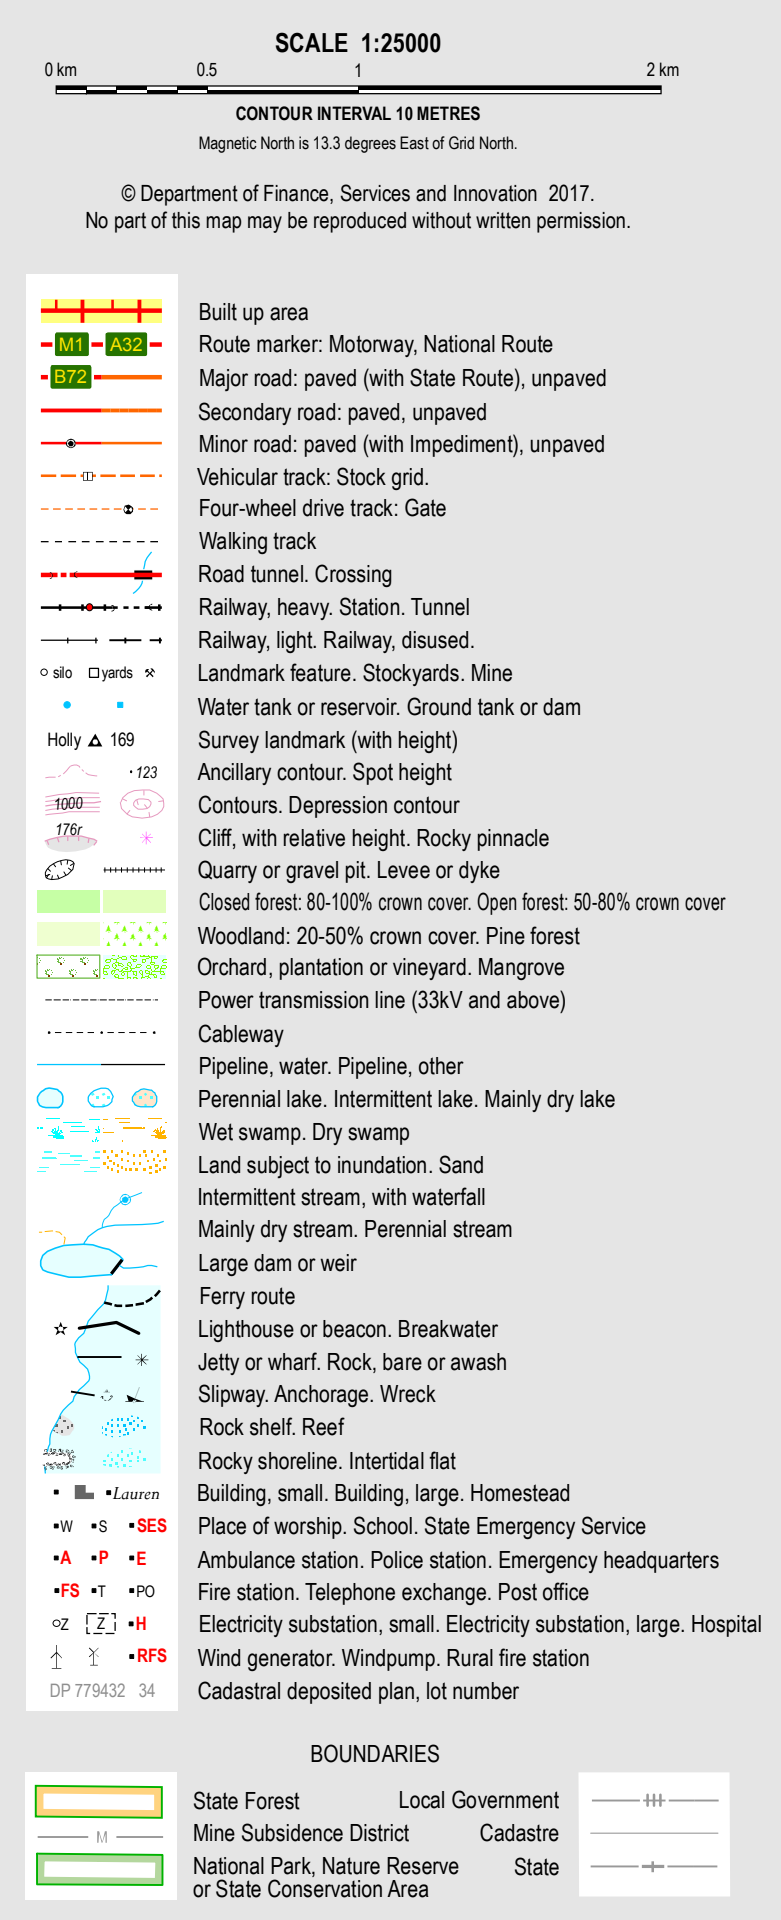 SCALE 1:25000
0 km 0.5 1 2 km
CONTOUR INTERVAL 10 METRES
Magnetic North is 13.3 degrees East of Grid North.
© Department of Finance, Services and Innovation 2017.
No part of this map may be reproduced without written permission.
Built up area
M1 A32 Route marker: Motorway, National Route
B72 Major road: paved (with State Route), unpaved
Secondary road: paved, unpaved
Minor road: paved (with Impediment), unpaved
Vehicular track: Stock grid.
Four-wheel drive track: Gate
Walking track
Road tunnel. Crossing
Railway, heavy. Station. Tunnel
Railway, light. Railway, disused.
silo yards Landmark feature. Stockyards. Mine
Water tank or reservoir. Ground tank or dam
Holly 169 Survey landmark (with height)
123 Ancillary contour. Spot height
1000 Contours. Depression contour
176r Cliff, with relative height. Rocky pinnacle
Quarry or gravel pit. Levee or dyke
Closed forest: 80-100% crown cover. Open forest: 50-80% crown cover
Woodland: 20-50% crown cover. Pine forest
Orchard, plantation or vineyard. Mangrove
Power transmission line (33kV and above)
Cableway
Pipeline, water. Pipeline, other
Perennial lake. Intermittent lake. Mainly dry lake
Wet swamp. Dry swamp
Land subject to inundation. Sand
Intermittent stream, with waterfall
Mainly dry stream. Perennial stream
Large dam or weir
Ferry route
Lighthouse or beacon. Breakwater
Jetty or wharf. Rock, bare or awash
Slipway. Anchorage. Wreck
Rock shelf. Reef
Rocky shoreline. Intertidal flat
Lauren Building, small. Building, large. Homestead
W S SES Place of worship. School. State Emergency Service
A P E Ambulance station. Police station. Emergency headquarters
FS T PO Fire station. Telephone exchange. Post office
Z Z H Electricity substation, small. Electricity substation, large. Hospital
RFS Wind generator. Windpump. Rural fire station
DP 779432 34 Cadastral deposited plan, lot number
BOUNDARIES
State Forest Local Government
M Mine Subsidence District Cadastre
National Park, Nature Reserve State
or State Conservation Area